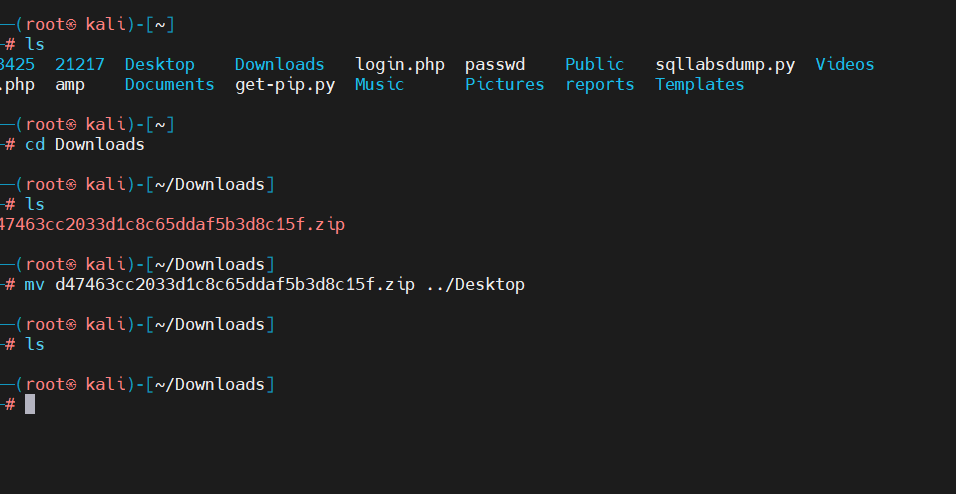 ──(root㉿ kali)-[~]
─# ls
3425 21217 Desktop Downloads login.php passwd Public sqllabsdump.py Videos
.php amp Documents get-pip.py Music Pictures reports Templates
──(root㉿ kali)-[~]
─# cd Downloads
──(root㉿ kali)-[~/Downloads]
─# ls
47463cc2033d1c8c65ddaf5b3d8c15f.zip
──(root㉿ kali)-[~/Downloads]
─# mv d47463cc2033d1c8c65ddaf5b3d8c15f.zip ../Desktop
──(root㉿ kali)-[~/Downloads]
─# ls
──(root㉿ kali)-[~/Downloads]
─#